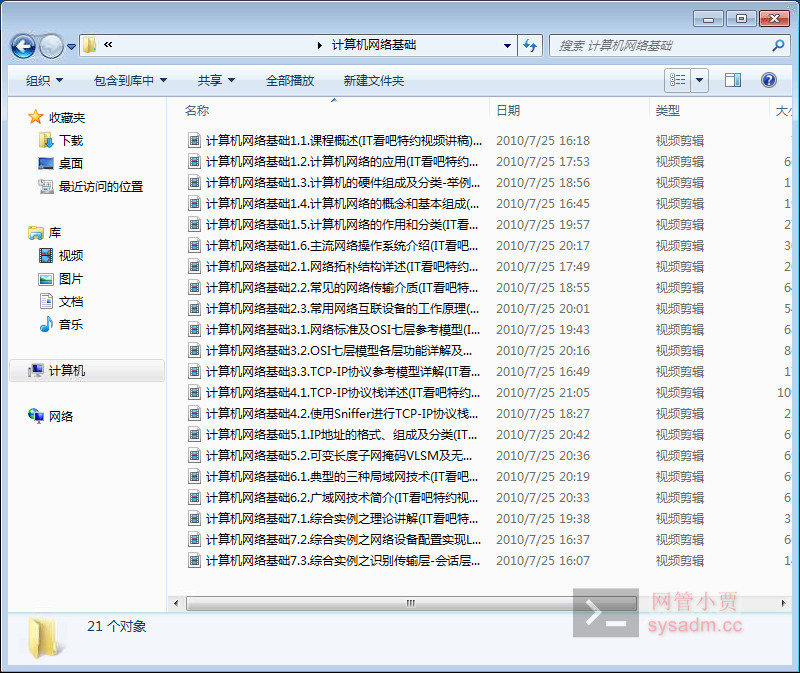 «
计算机网络基础
搜索 计算机网络基础
组织 包含到库中 共享 全部播放 新建文件夹
名称 日期 类型 大小
收藏夹
下载
桌面
最近访问的位置
库
视频
图片
文档
音乐
计算机
网络
计算机网络基础1.1.课程概述(IT看吧特约视频讲稿)... 2010/7/25 16:18 视频剪辑
计算机网络基础1.2.计算机网络的应用(IT看吧特约... 2010/7/25 17:53 视频剪辑
计算机网络基础1.3.计算机的硬件组成及分类-举例... 2010/7/25 18:56 视频剪辑
计算机网络基础1.4.计算机网络的概念和基本组成(... 2010/7/25 16:45 视频剪辑
计算机网络基础1.5.计算机网络的作用和分类(IT看... 2010/7/25 19:57 视频剪辑
计算机网络基础1.6.主流网络操作系统介绍(IT看吧... 2010/7/25 20:17 视频剪辑
计算机网络基础2.1.网络拓朴结构详述(IT看吧特约... 2010/7/25 17:49 视频剪辑
计算机网络基础2.2.常见的网络传输介质(IT看吧特... 2010/7/25 18:55 视频剪辑
计算机网络基础2.3.常用网络互联设备的工作原理(... 2010/7/25 20:01 视频剪辑
计算机网络基础3.1.网络标准及OSI七层参考模型(I... 2010/7/25 19:43 视频剪辑
计算机网络基础3.2.OSI七层模型各层功能详解及... 2010/7/25 20:16 视频剪辑
计算机网络基础3.3.TCP-IP协议参考模型详解(IT看... 2010/7/25 16:49 视频剪辑
计算机网络基础4.1.TCP-IP协议栈详述(IT看吧特约... 2010/7/25 21:05 视频剪辑
计算机网络基础4.2.使用Sniffer进行TCP-IP协议栈... 2010/7/25 18:27 视频剪辑
计算机网络基础5.1.IP地址的格式、组成及分类(IT... 2010/7/25 20:42 视频剪辑
计算机网络基础5.2.可变长度子网掩码VLSM及无... 2010/7/25 20:36 视频剪辑
计算机网络基础6.1.典型的三种局域网技术(IT看吧... 2010/7/25 20:19 视频剪辑
计算机网络基础6.2.广域网技术简介(IT看吧特约视... 2010/7/25 20:33 视频剪辑
计算机网络基础7.1.综合实例之理论讲解(IT看吧特... 2010/7/25 19:38 视频剪辑
计算机网络基础7.2.综合实例之网络设备配置实现L... 2010/7/25 16:37 视频剪辑
计算机网络基础7.3.综合实例之识别传输层-会话层... 2010/7/25 16:07 视频剪辑
21 个对象
网管小贾
sysadm.cc